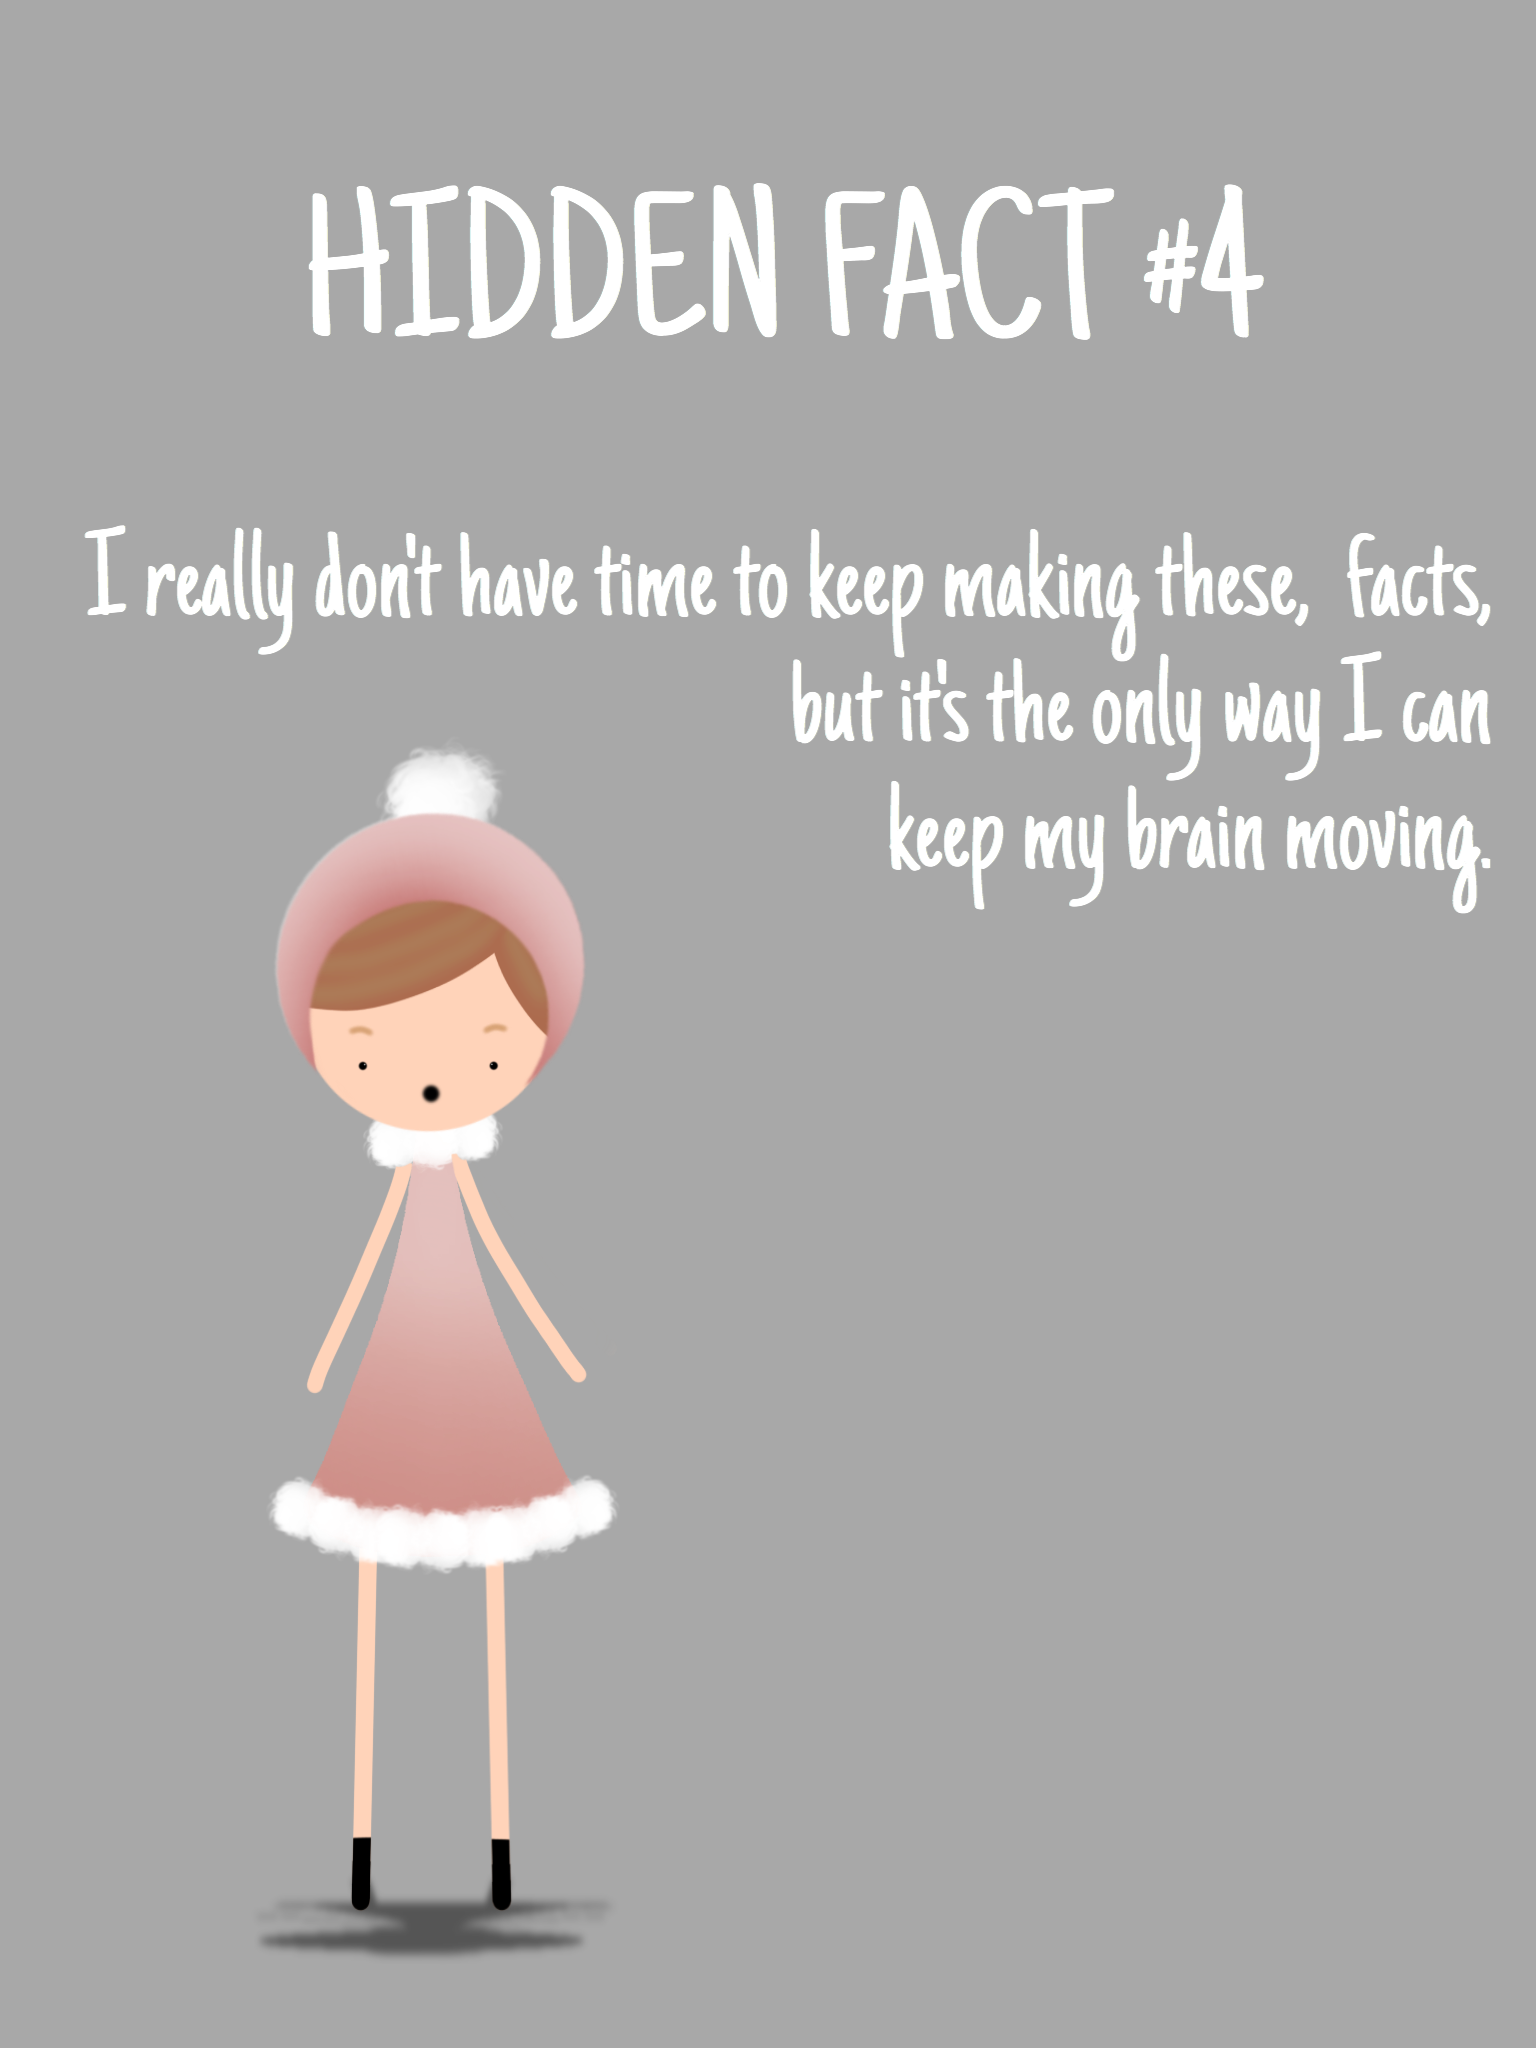 HIDDEN FACT #4
I really don't have time to keep making these, facts,
but it's the only way I can
keep my brain moving.